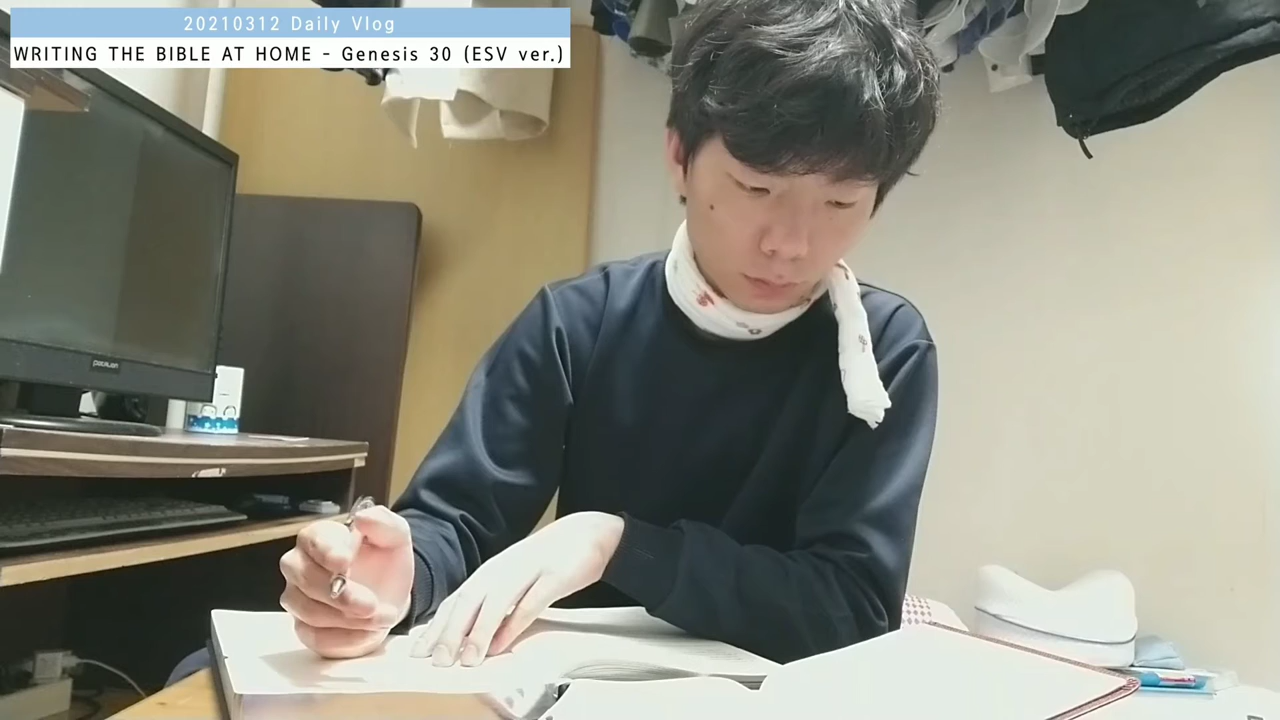 20210312 Daily Vlog
WRITING THE BIBLE AT HOME - Genesis 30 (ESV ver.)